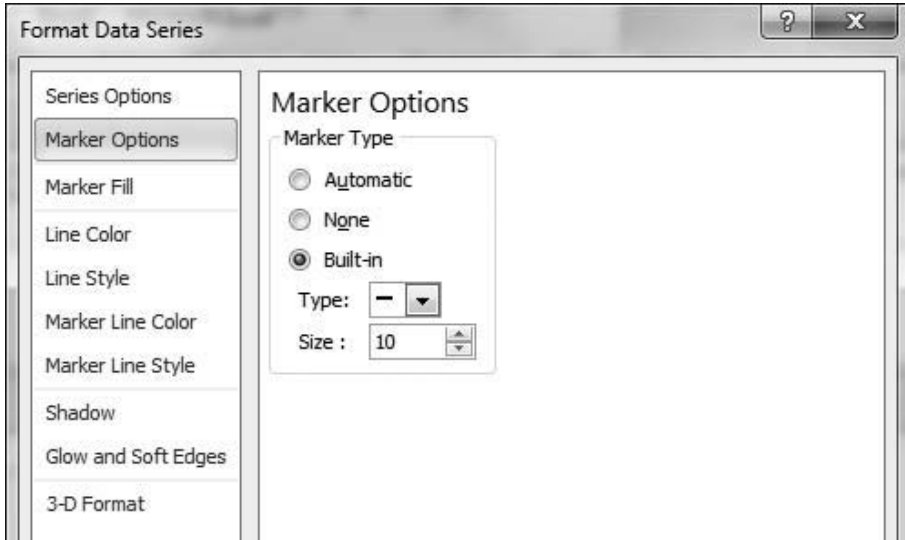 Format Data Series
? X
Series Options
Marker Options
Marker Fill
Line Color
Line Style
Marker Line Color
Marker Line Style
Shadow
Glow and Soft Edges
3-D Format
Marker Options
Marker Type
Automatic
None
Built-in
Type:
Size : 10